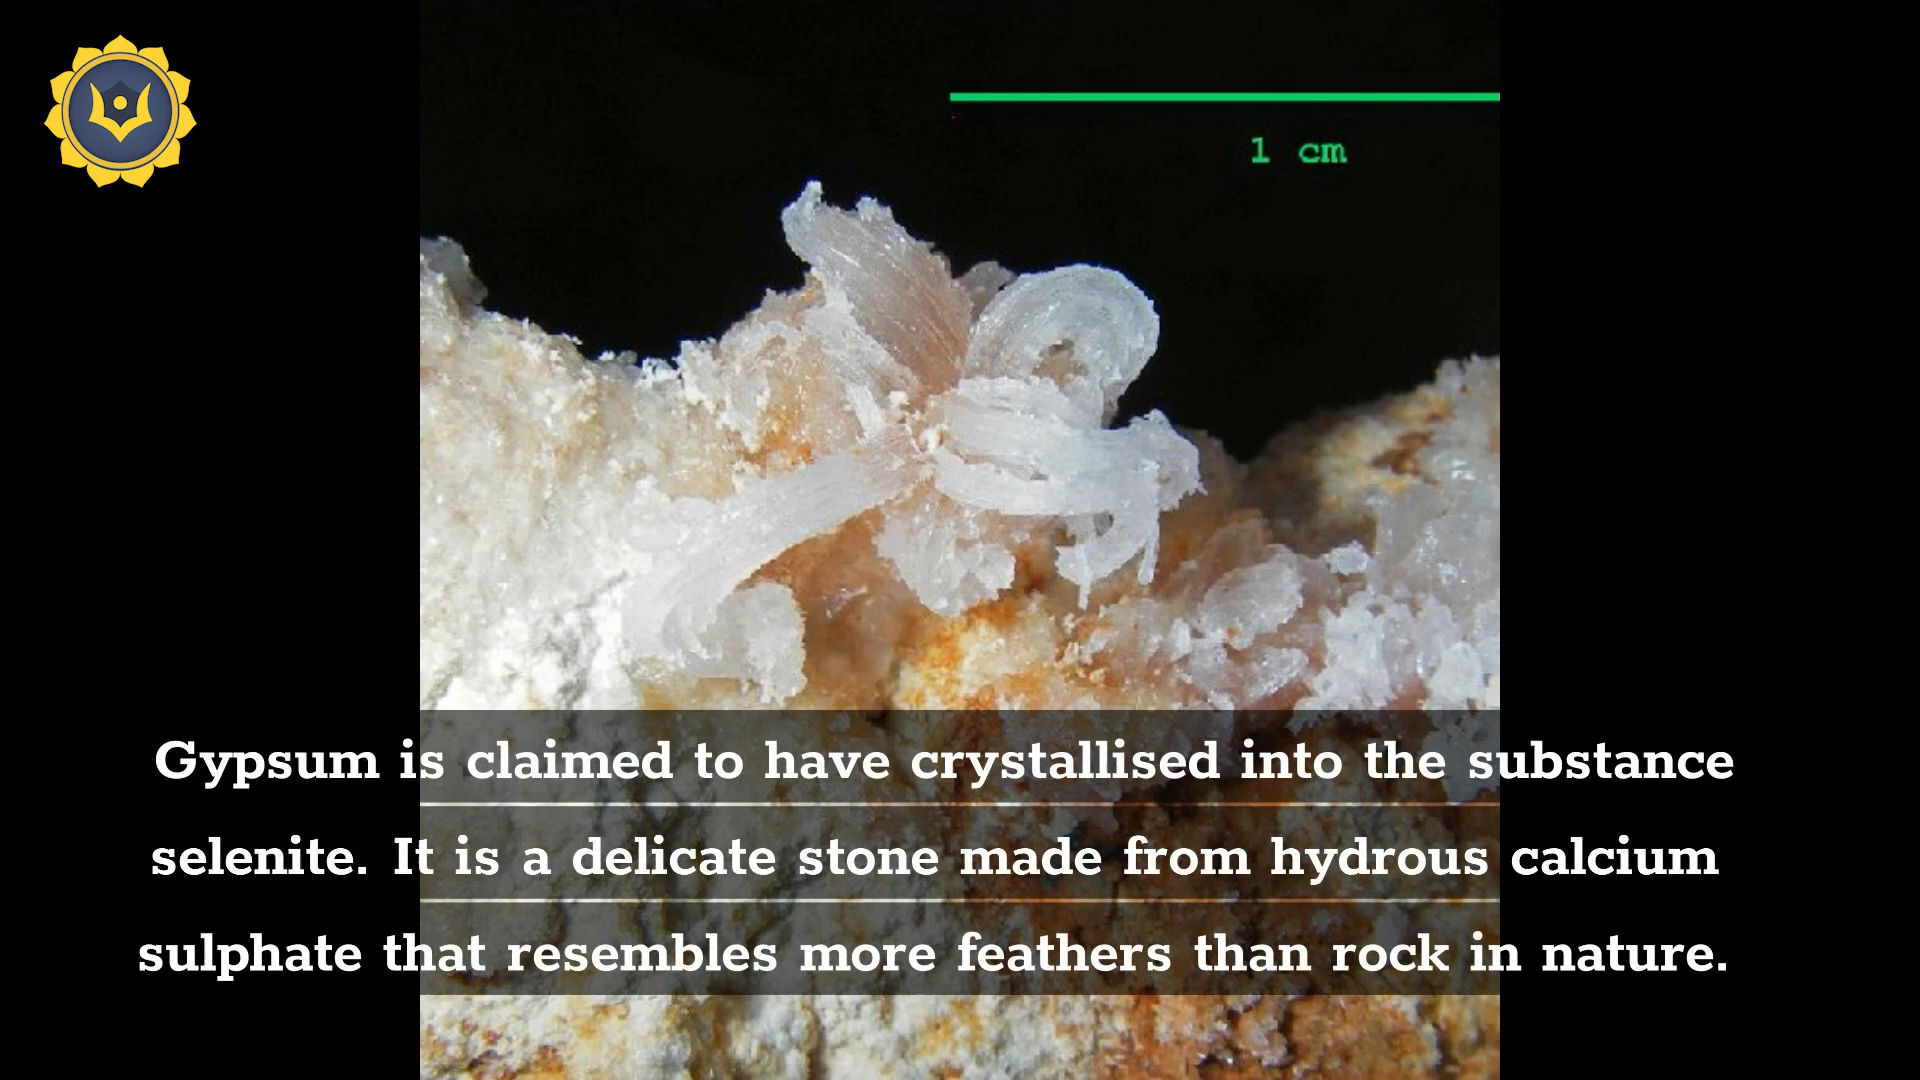 1 cm
Gypsum is claimed to have crystallised into the substance
selenite. It is a delicate stone made from hydrous calcium
sulphate that resembles more feathers than rock in nature.